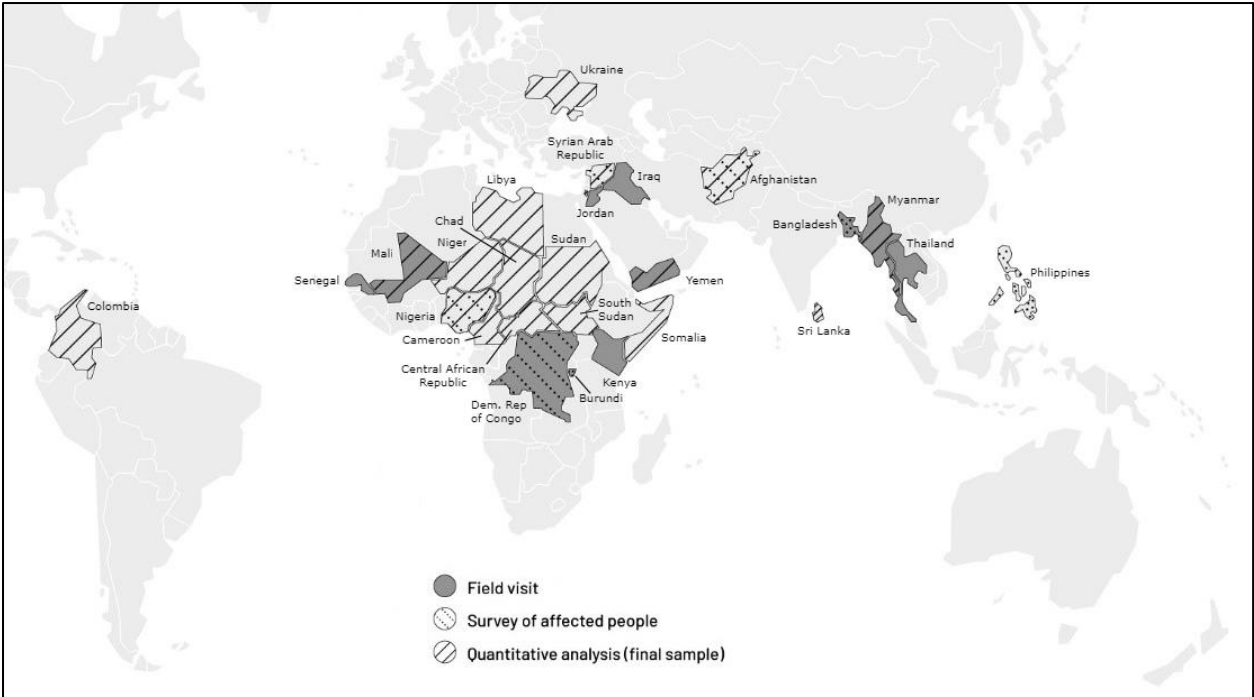 Ukraine
Syrian Arab
Republic
Iraq
Afghanistan
Libya
Jordan
Myanmar
Chad
Bangladesh
Niger
Sudan
Thailand
Mali
Senegal
Yemen
Philippines
Colombia
Nigeria
South
Sudan
Cameroon
Somalia
Sri Lanka
Central African
Republic
Kenya
Burundi
Dem. Rep
of Congo
Field visit
Survey of affected people
Quantitative analysis (final sample)